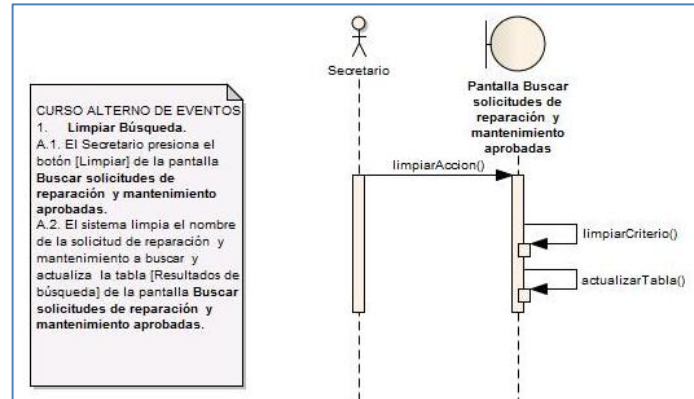 CURSO ALTERNO DE EVENTOS
1. Limpiar Búsqueda.
A.1. El Secretario presiona el
botón [Limpiar] de la pantalla
Buscar solicitudes de
reparación y mantenimiento
aprobadas.
A.2. El sistema limpia el nombre
de la solicitud de reparación y
mantenimiento a buscar y
actualiza la tabla [Resultados de
búsqueda] de la pantalla Buscar
solicitudes de reparación y
mantenimiento aprobadas.
Secretario
Pantalla Buscar
solicitudes de
reparación y
mantenimiento
aprobadas
limpiarAccion()
limpiarCriterio()
actualizarTabla()